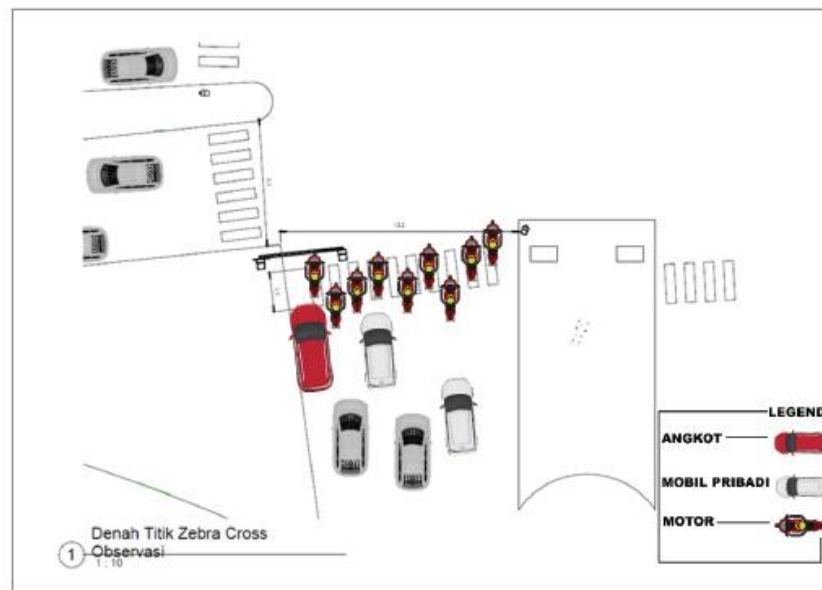 LEGEND
ANGKOT
MOBIL PRIBADI
MOTOR
1
Denah Titik Zebra Cross
Observasi
1 : 10